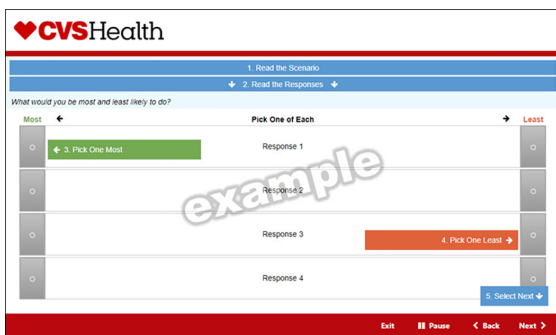 CVSHealth
1. Read the Scenario
2. Read the Responses
What would you be most and least likely to do?
Most Pick One of Each Least
3. Pick One Most Response 1
Response 2
example
Response 3 4. Pick One Least
Response 4
5. Select Next
Exit Pause Back Next